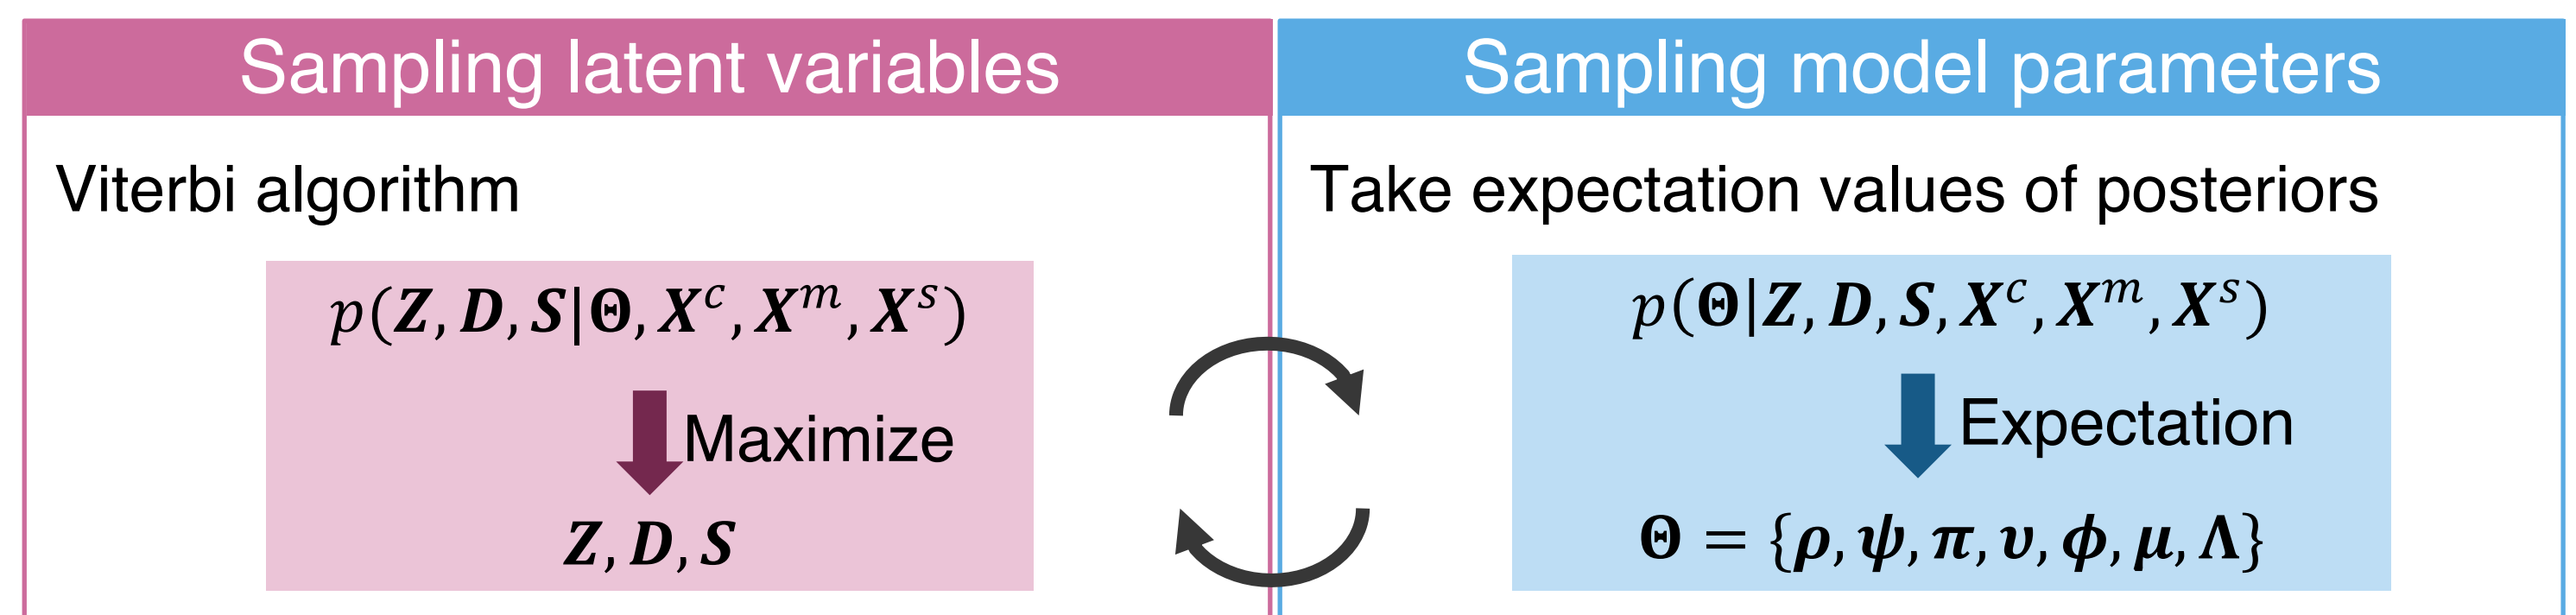 Sampling latent variables
Viterbi algorithm
p(Z, D, S|Θ, X^c, X^m, X^s)
Maximize
Z, D, S
Sampling model parameters
Take expectation values of posteriors
p(Θ|Z, D, S, X^c, X^m, X^s)
Expectation
Θ = {ρ, ψ, π, υ, ϕ, μ, Λ}